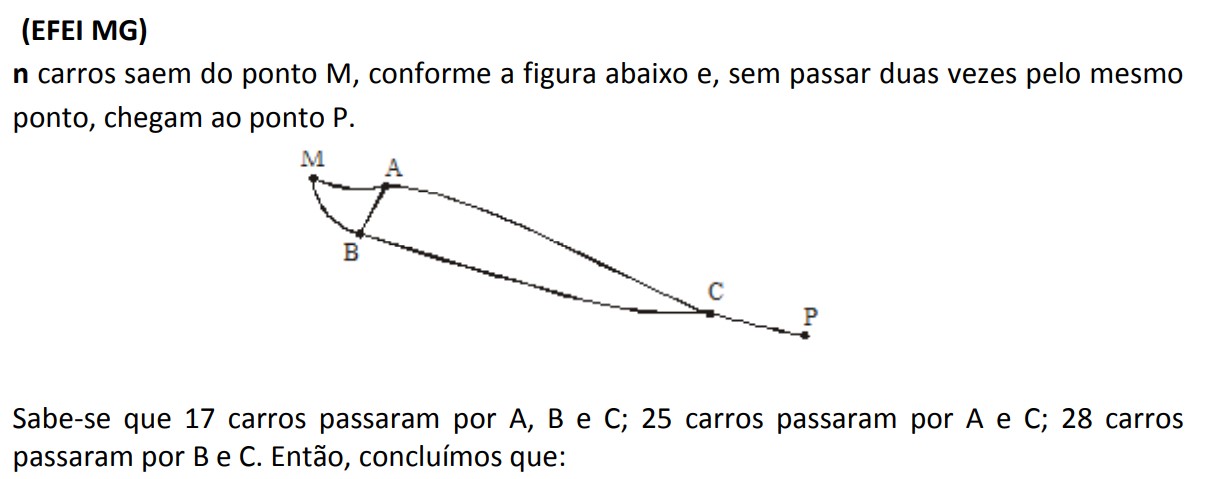 (EFEI MG)
n carros saem do ponto M, conforme a figura abaixo e, sem passar duas vezes pelo mesmo
ponto, chegam ao ponto P.
M
A
B
C
P
Sabe-se que 17 carros passaram por A, B e C; 25 carros passaram por A e C; 28 carros
passaram por B e C. Então, concluímos que: